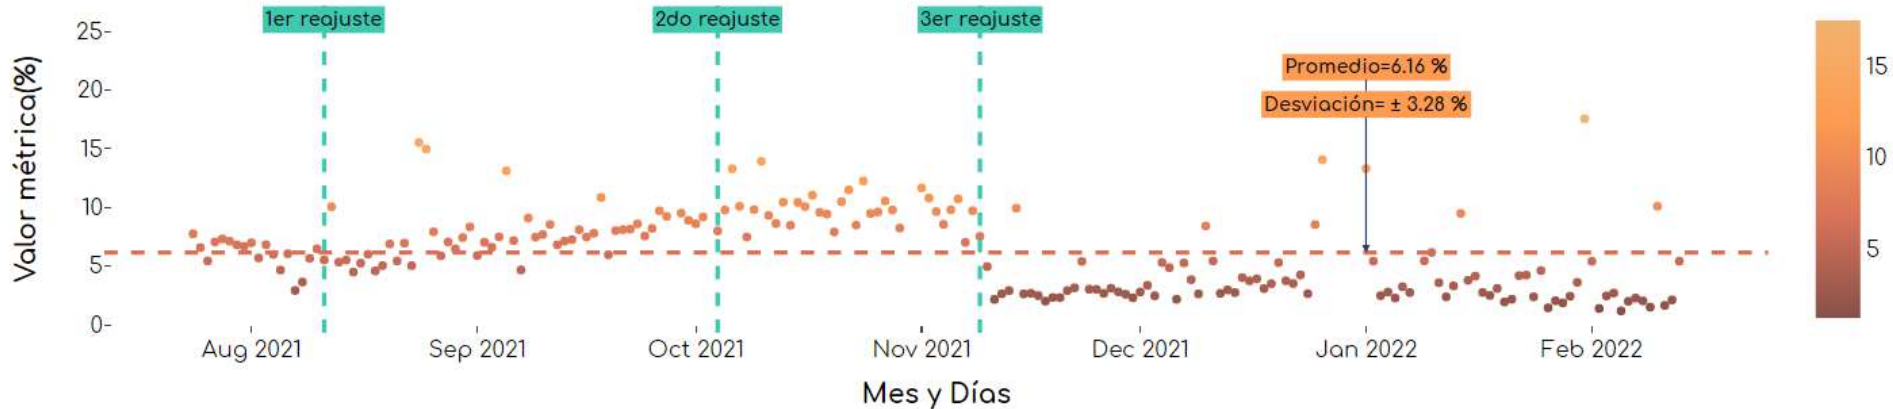 1er reajuste
2do reajuste
3er reajuste
Promedio=6.16 %
Desviación= ± 3.28 %
Valor métrica(%)
25-
20-
15-
10-
5-
0-
Aug 2021
Sep 2021
Oct 2021
Nov 2021
Dec 2021
Jan 2022
Feb 2022
Mes y Días
15
10
5